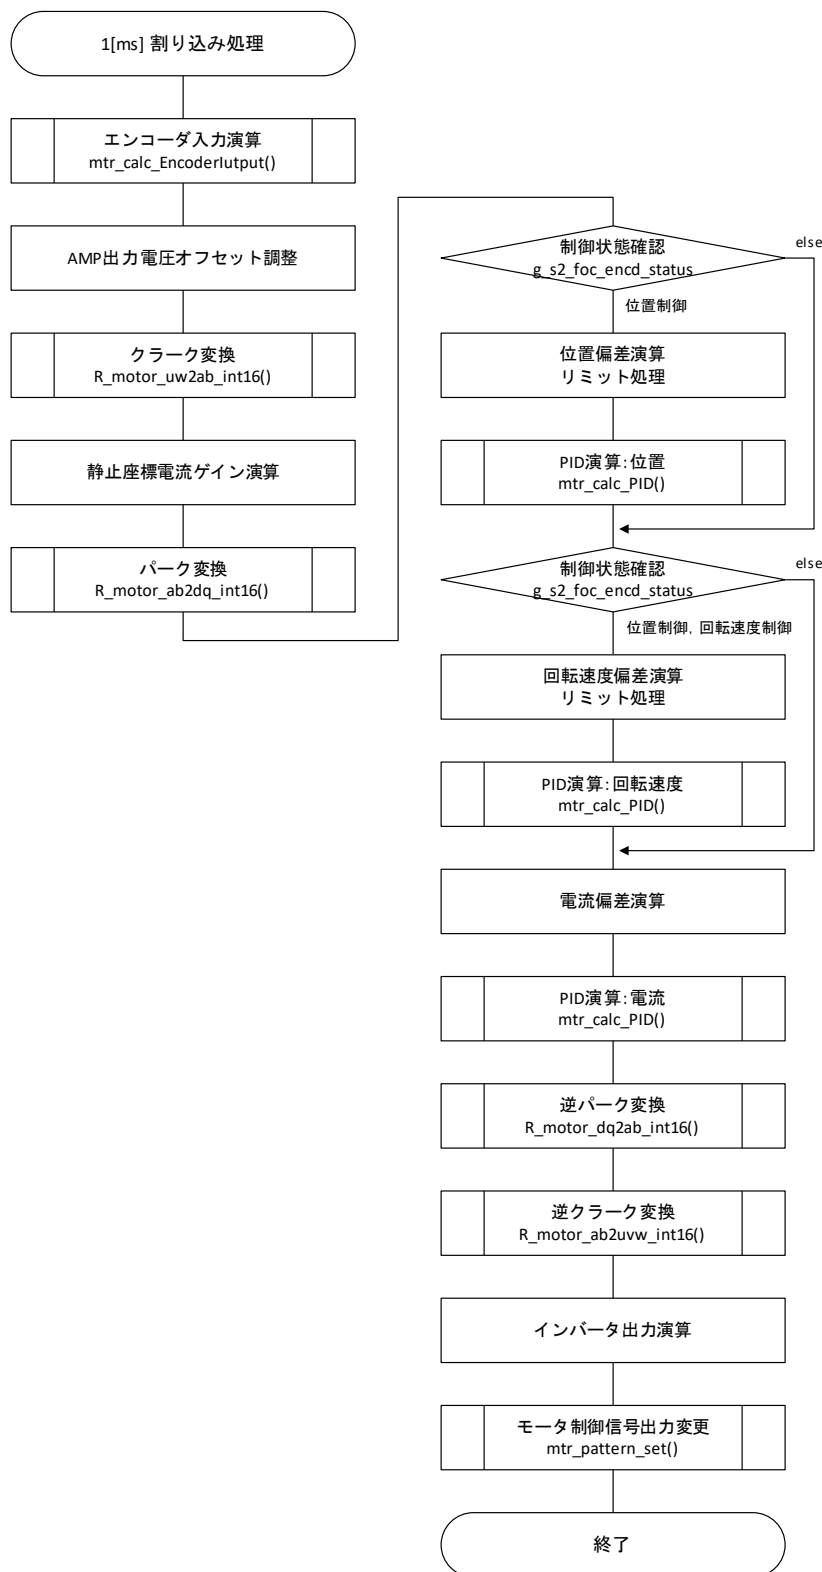 1[ms] 割り込み処理
エンコーダ入力演算
mtr_calc_EncoderIutput()
AMP出力電圧オフセット調整
クラーク変換
R_motor_uw2ab_int16()
静止座標電流ゲイン演算
パーク変換
R_motor_ab2dq_int16()
制御状態確認
g_s2_foc_encd_status
else
位置制御
位置偏差演算
リミット処理
PID演算:位置
mtr_calc_PID()
制御状態確認
g_s2_foc_encd_status
else
位置制御, 回転速度制御
回転速度偏差演算
リミット処理
PID演算:回転速度
mtr_calc_PID()
電流偏差演算
PID演算:電流
mtr_calc_PID()
逆パーク変換
R_motor_dq2ab_int16()
逆クラーク変換
R_motor_ab2uvw_int16()
インバータ出力演算
モータ制御信号出力変更
mtr_pattern_set()
終了